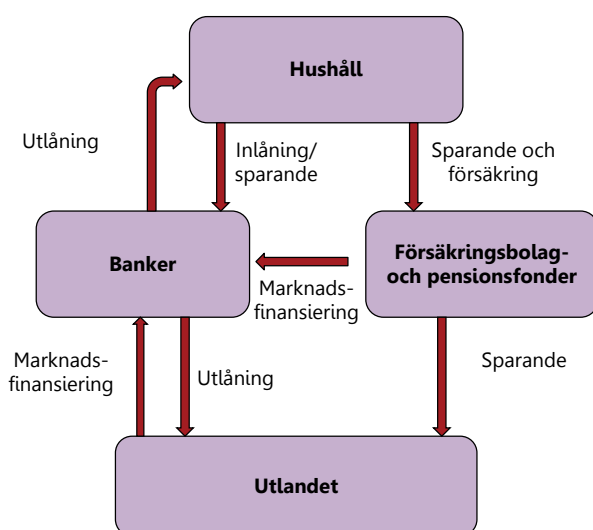 Hushåll
Utlåning
Inlåning/
sparande
Sparande och
försäkring
Banker
Försäkringsbolag-
och pensionsfonder
Marknads-
finansiering
Marknads-
finansiering
Utlåning
Sparande
Utlandet